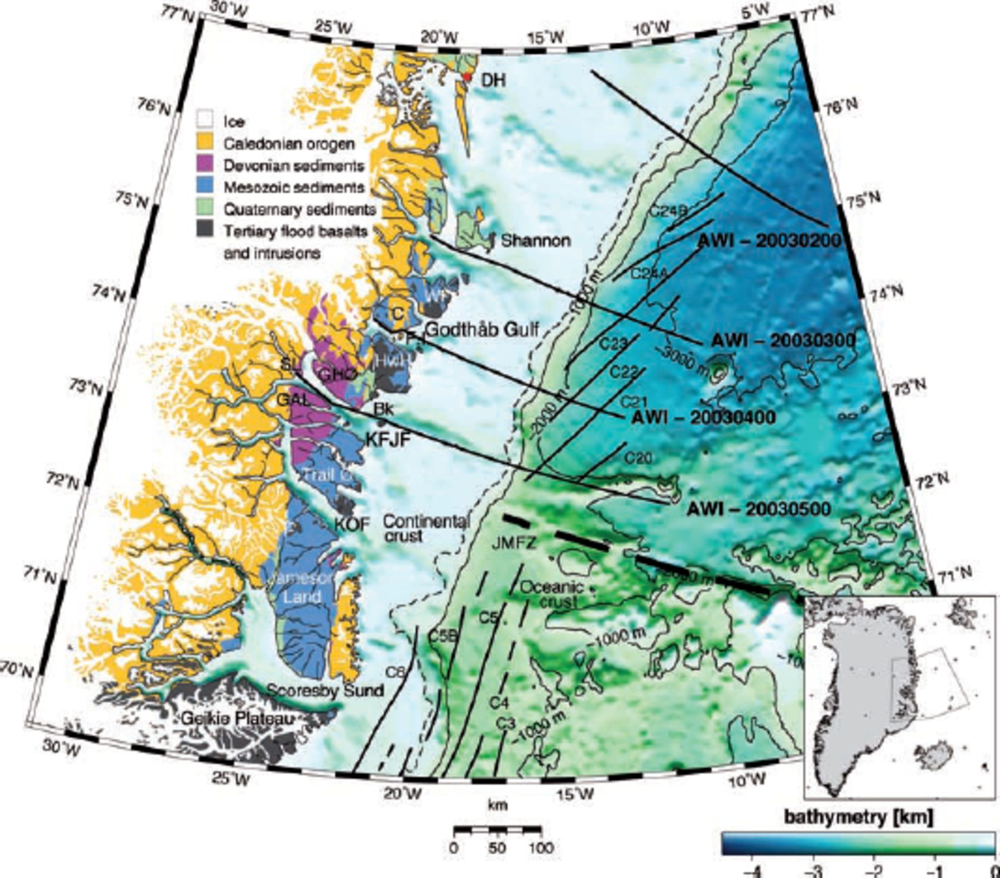 30°W
25°W
20°W
15°W
10°W
5°W
77°N
77°N
76°N
76°N
75°N
75°N
74°N
74°N
73°N
73°N
72°N
72°N
71°N
71°N
70°N
30°W
25°W
20°W
15°W
10°W
Ice
Caledonian orogen
Devonian sediments
Mesozoic sediments
Quaternary sediments
Tertiary flood basalts
and intrusions
DH
Shannon
C24B
AWI – 20030200
C24A
-1000 m
C
Godthåb Gulf
AWI – 20030300
C23
-3000 m
HWH
GHO
C22
GAL
C21
Bk
AWI – 20030400
-2000 m
KFJF
C20
Trail
AWI – 20030500
KOF
Continental
crust
JMFZ
Jameson
Land
Oceanic
crust
C5
C5B
-1000 m
C6
Scoresby Sund
C4
C3
-1000 m
Geikie Plateau
km
0 50 100
bathymetry [km]
-4 -3 -2 -1 0